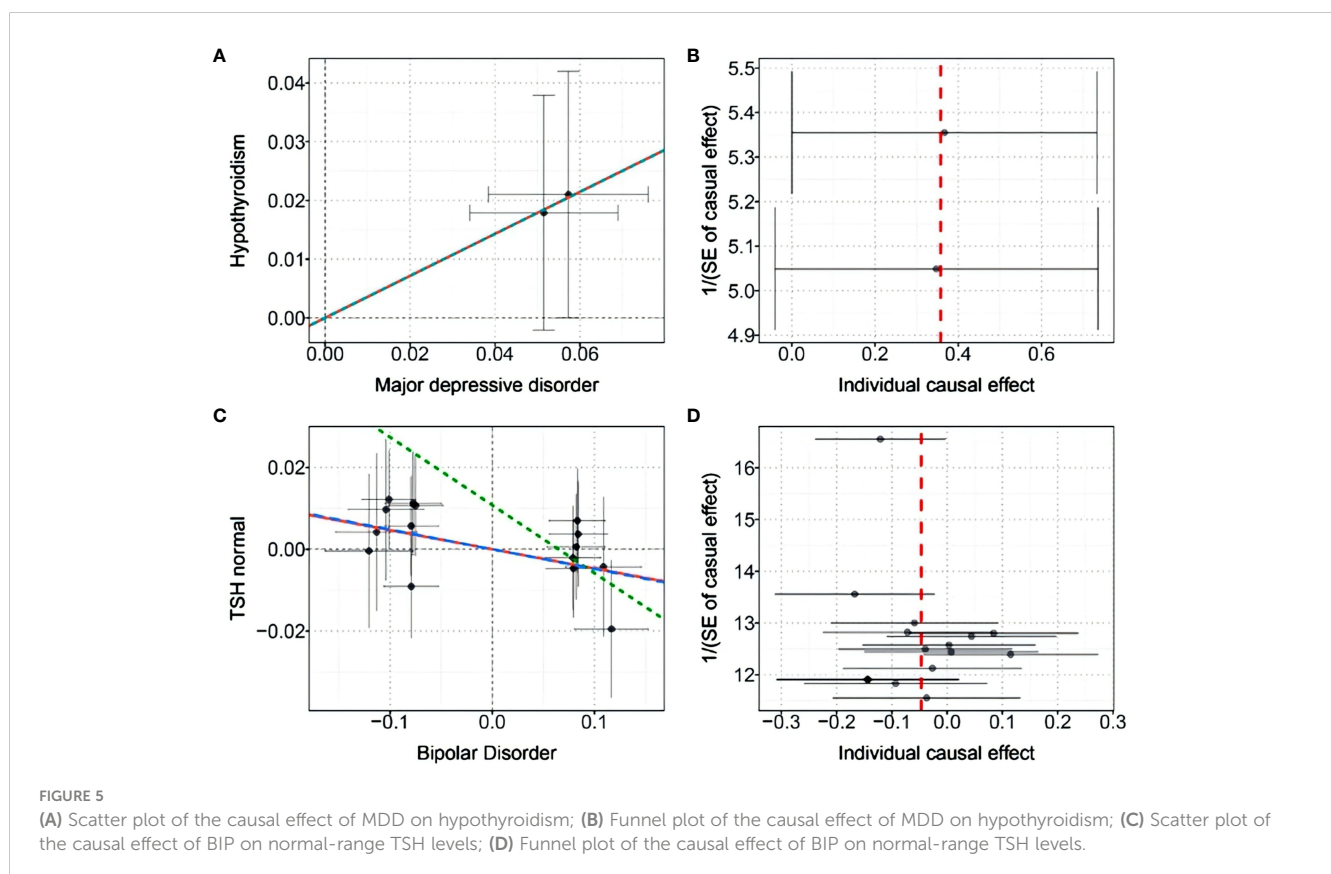 A
B
0.04
0.03
0.02
0.01
0.00
Hypothyroidism
0.00 0.02 0.04 0.06
Major depressive disorder
5.5
5.4
5.3
5.2
5.1
5.0
4.9
1/(SE of casual effect)
0.0 0.2 0.4 0.6
Individual causal effect
C
D
0.02
0.00
−0.02
TSH normal
−0.1 0.0 0.1
Bipolar Disorder
16
15
14
13
12
1/(SE of casual effect)
−0.3 −0.2 −0.1 0.0 0.1 0.2 0.3
Individual causal effect
FIGURE 5
(A) Scatter plot of the causal effect of MDD on hypothyroidism; (B) Funnel plot of the causal effect of MDD on hypothyroidism; (C) Scatter plot of
the causal effect of BIP on normal-range TSH levels; (D) Funnel plot of the causal effect of BIP on normal-range TSH levels.